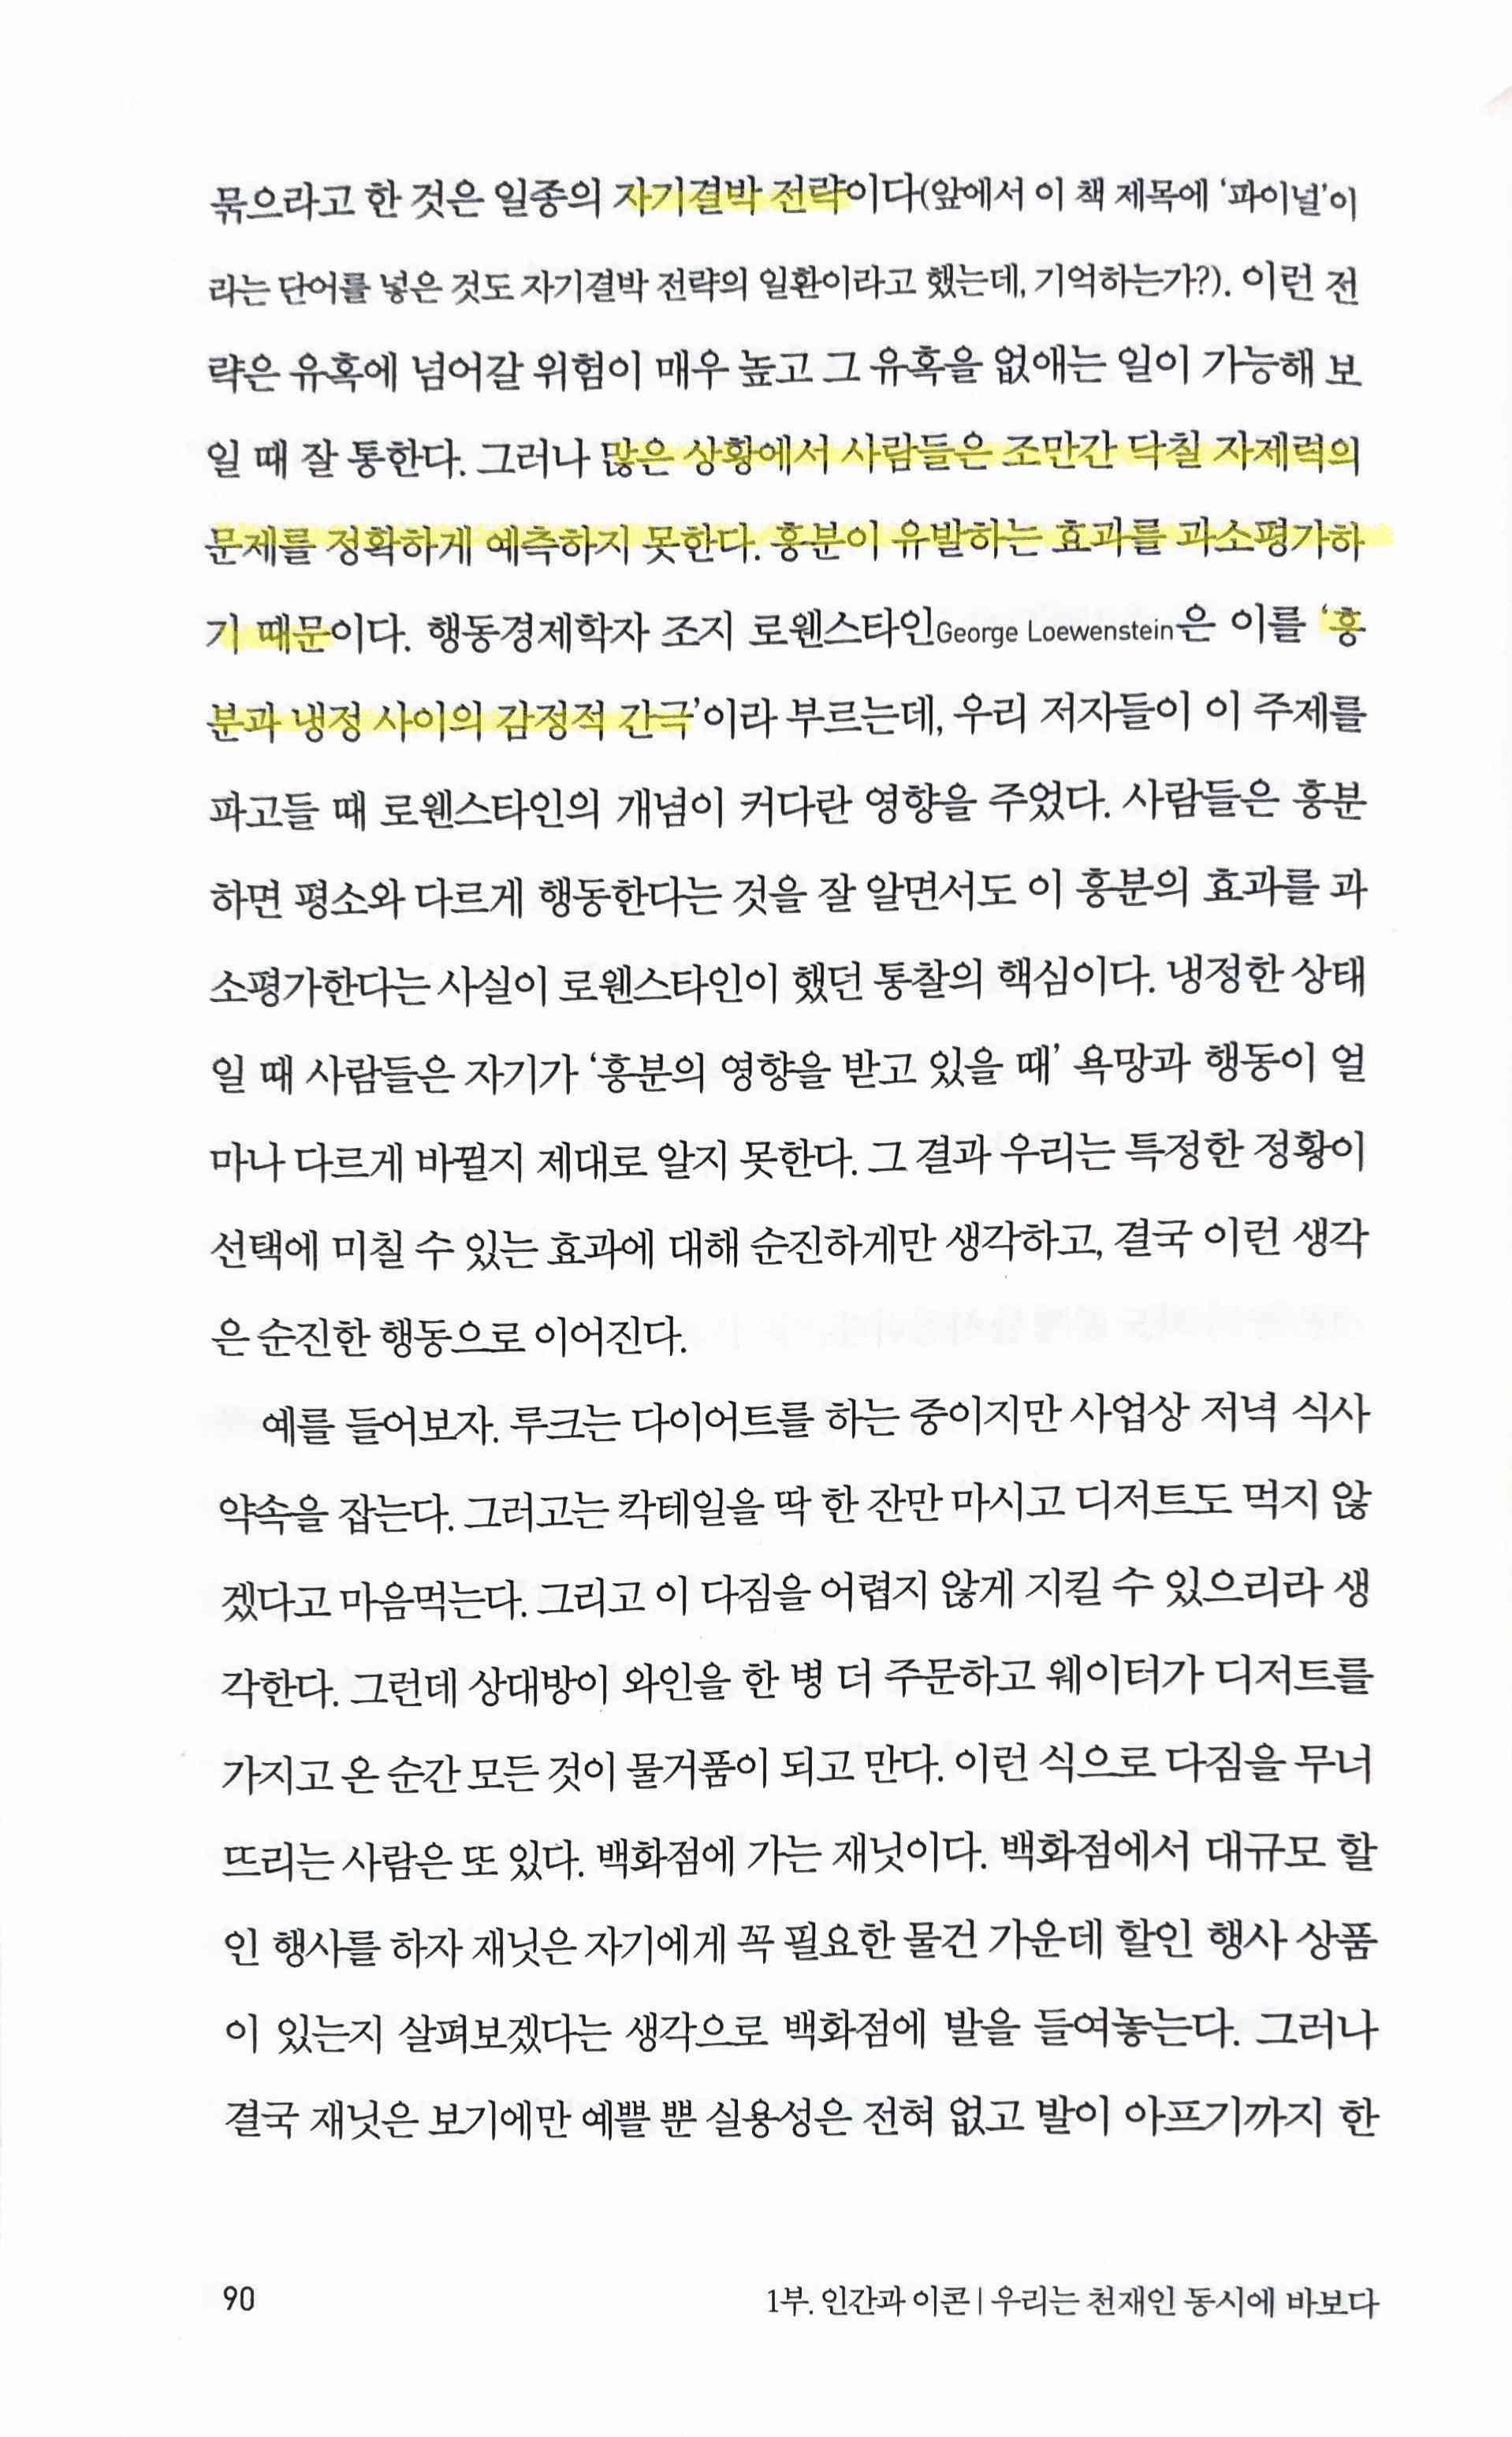 묶으라고 한 것은 일종의 자기결박 전략이다(앞에서 이 책 제목에 ‘파이널’이
라는 단어를 넣은 것도 자기결박 전략의 일환이라고 했는데, 기억하는가?). 이런 전
략은 유혹에 넘어갈 위험이 매우 높고 그 유혹을 없애는 일이 가능해 보
일 때 잘 통한다. 그러나 많은 상황에서 사람들은 조만간 닥칠 자제력의
문제를 정확하게 예측하지 못한다. 흥분이 유발하는 효과를 과소평가하
기 때문이다. 행동경제학자 조지 로웬스타인George Loewenstein은 이를 ‘흥
분과 냉정 사이의 감정적 간극’이라 부르는데, 우리 저자들이 이 주제를
파고들 때 로웬스타인의 개념이 커다란 영향을 주었다. 사람들은 흥분
하면 평소와 다르게 행동한다는 것을 잘 알면서도 이 흥분의 효과를 과
소평가한다는 사실이 로웬스타인이 했던 통찰의 핵심이다. 냉정한 상태
일 때 사람들은 자기가 ‘흥분의 영향을 받고 있을 때’ 욕망과 행동이 얼
마나 다르게 바뀔지 제대로 알지 못한다. 그 결과 우리는 특정한 정황이
선택에 미칠 수 있는 효과에 대해 순진하게만 생각하고, 결국 이런 생각
은 순진한 행동으로 이어진다.
예를 들어보자. 루크는 다이어트를 하는 중이지만 사업상 저녁 식사
약속을 잡는다. 그러고는 칵테일을 딱 한 잔만 마시고 디저트도 먹지 않
겠다고 마음먹는다. 그리고 이 다짐을 어렵지 않게 지킬 수 있으리라 생
각한다. 그런데 상대방이 와인을 한 병 더 주문하고 웨이터가 디저트를
가지고 온 순간 모든 것이 물거품이 되고 만다. 이런 식으로 다짐을 무너
뜨리는 사람은 또 있다. 백화점에 가는 재닛이다. 백화점에서 대규모 할
인 행사를 하자 재닛은 자기에게 꼭 필요한 물건 가운데 할인 행사 상품
이 있는지 살펴보겠다는 생각으로 백화점에 발을 들여놓는다. 그러나
결국 재닛은 보기에만 예쁠 뿐 실용성은 전혀 없고 발이 아프기까지 한
90
1부. 인간과 이콘 | 우리는 천재인 동시에 바보다